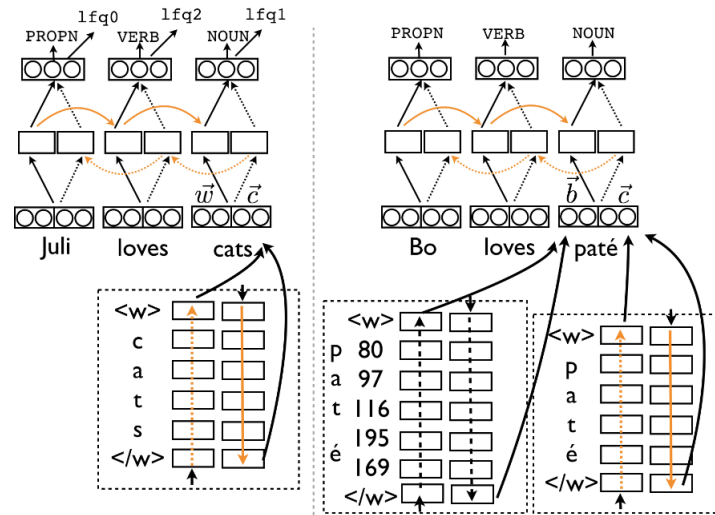 lfq0 lfq2 lfq1
PROPN VERB NOUN
w c
Juli loves cats
<w>
c
a
t
s
</w>
PROPN VERB NOUN
b c
Bo loves paté
<w>
p 80
a 97
t 116
195
é 169
</w>
<w>
p
a
t
é
</w>